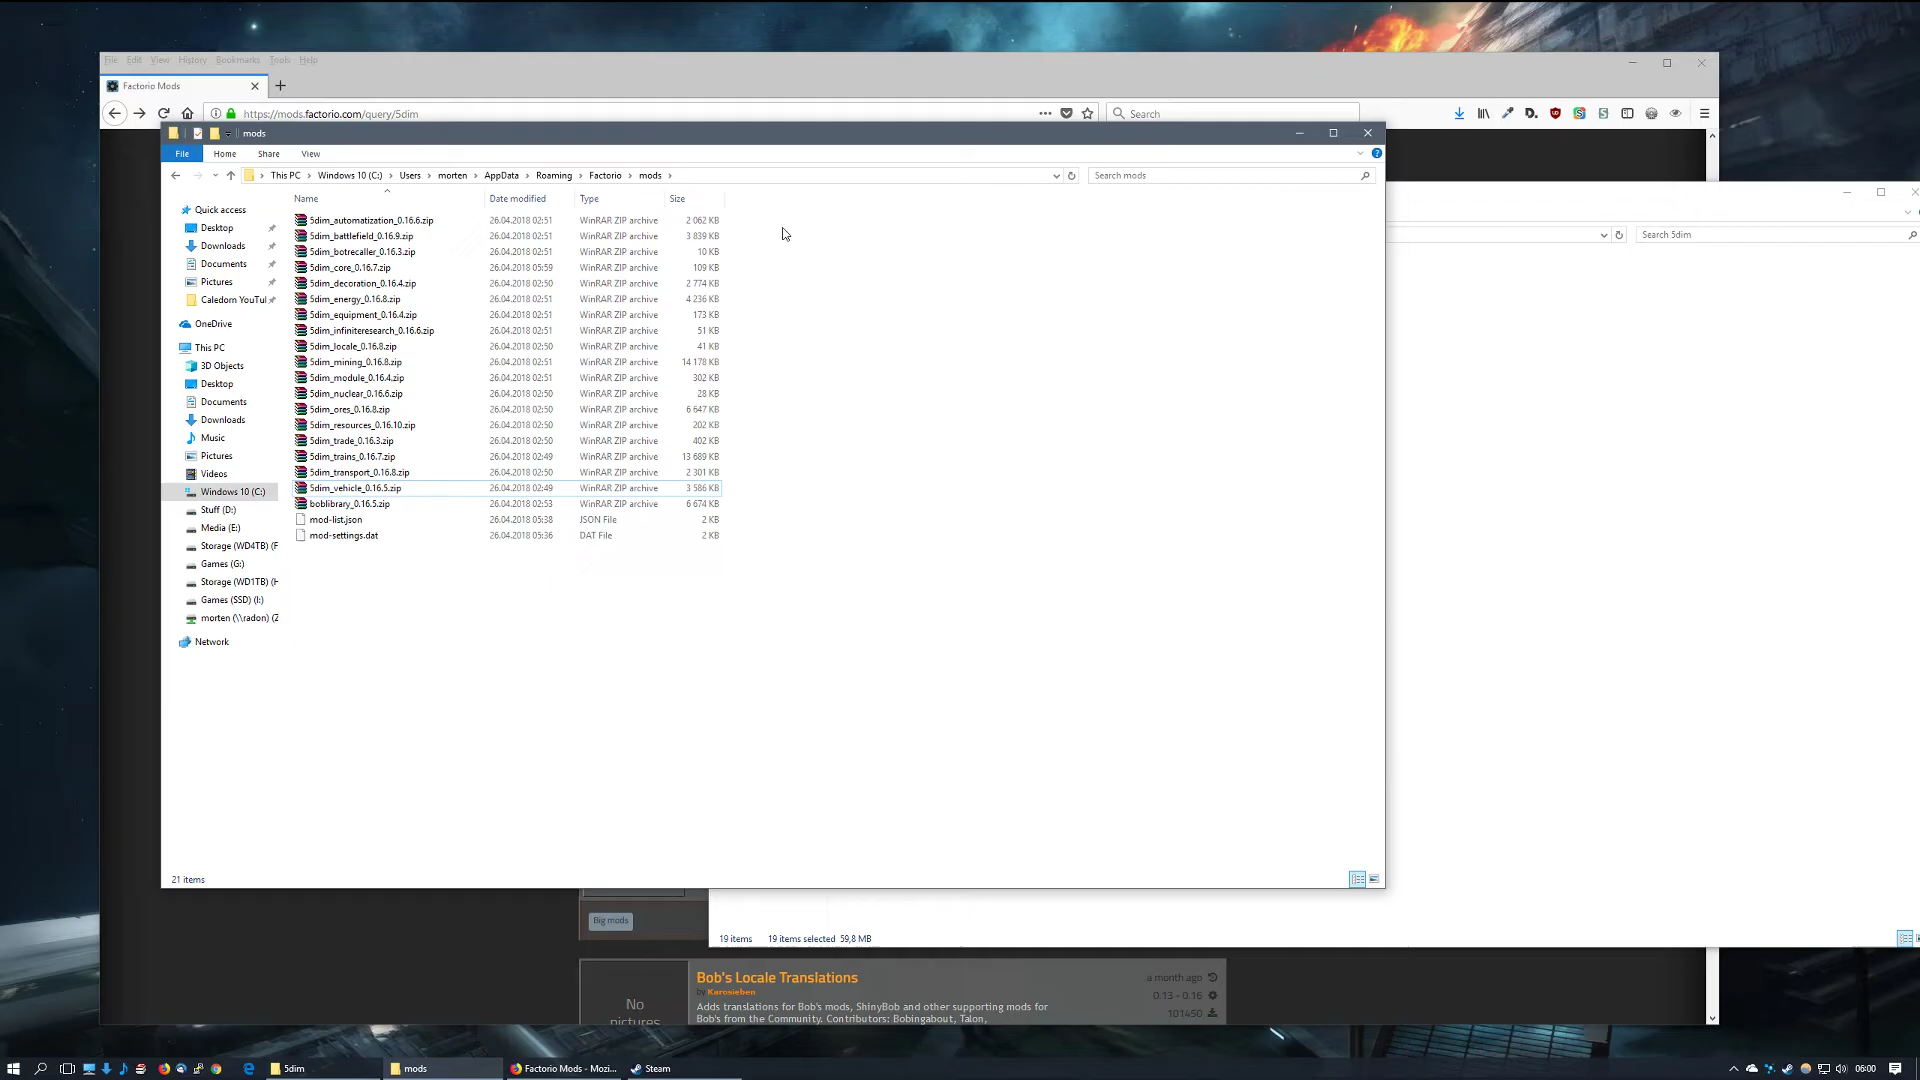 File Edit View History Bookmarks Tools Help
Factorio Mods
https://mods.factorio.com/query/5dim
Search
mods
File Home Share View
This PC > Windows 10 (C:) > Users > morten > AppData > Roaming > Factorio > mods >
Search mods
Search 5dim
Name Date modified Type Size
Quick access
Desktop
Downloads
Documents
Pictures
Caledorn YouTul
OneDrive
This PC
3D Objects
Desktop
Documents
Downloads
Music
Pictures
Videos
Windows 10 (C:)
Stuff (D:)
Media (E:)
Storage (WD4TB) (F
Games (G:)
Storage (WD1TB) (H
Games (SSD) (I:)
morten (\\radon) (Z
Network
5dim_automatization_0.16.6.zip 26.04.2018 02:51 WinRAR ZIP archive 2 062 KB
5dim_battlefield_0.16.9.zip 26.04.2018 02:51 WinRAR ZIP archive 3 839 KB
5dim_botrecaller_0.16.3.zip 26.04.2018 02:51 WinRAR ZIP archive 10 KB
5dim_core_0.16.7.zip 26.04.2018 05:59 WinRAR ZIP archive 109 KB
5dim_decoration_0.16.4.zip 26.04.2018 02:50 WinRAR ZIP archive 2 774 KB
5dim_energy_0.16.8.zip 26.04.2018 02:51 WinRAR ZIP archive 4 236 KB
5dim_equipment_0.16.4.zip 26.04.2018 02:51 WinRAR ZIP archive 173 KB
5dim_infiniteresearch_0.16.6.zip 26.04.2018 02:51 WinRAR ZIP archive 51 KB
5dim_locale_0.16.8.zip 26.04.2018 02:50 WinRAR ZIP archive 41 KB
5dim_mining_0.16.8.zip 26.04.2018 02:51 WinRAR ZIP archive 14 178 KB
5dim_module_0.16.4.zip 26.04.2018 02:51 WinRAR ZIP archive 302 KB
5dim_nuclear_0.16.6.zip 26.04.2018 02:50 WinRAR ZIP archive 28 KB
5dim_ores_0.16.8.zip 26.04.2018 02:50 WinRAR ZIP archive 6 647 KB
5dim_resources_0.16.10.zip 26.04.2018 02:50 WinRAR ZIP archive 202 KB
5dim_trade_0.16.3.zip 26.04.2018 02:50 WinRAR ZIP archive 402 KB
5dim_trains_0.16.7.zip 26.04.2018 02:49 WinRAR ZIP archive 13 689 KB
5dim_transport_0.16.8.zip 26.04.2018 02:50 WinRAR ZIP archive 2 301 KB
5dim_vehicle_0.16.5.zip 26.04.2018 02:49 WinRAR ZIP archive 3 586 KB
boblibrary_0.16.5.zip 26.04.2018 02:53 WinRAR ZIP archive 6 674 KB
mod-list.json 26.04.2018 05:38 JSON File 2 KB
mod-settings.dat 26.04.2018 05:36 DAT File 2 KB
21 items
Big mods
19 items 19 items selected 59,8 MB
No
pictures
Bob's Locale Translations
by Karosieben
Adds translations for Bob's mods, ShinyBob and other supporting mods for
Bob's from the Community. Contributors: Bobingabout, Talon,
a month ago
0.13 - 0.16
101450
5dim
mods
Factorio Mods - Mozi...
Steam
06:00